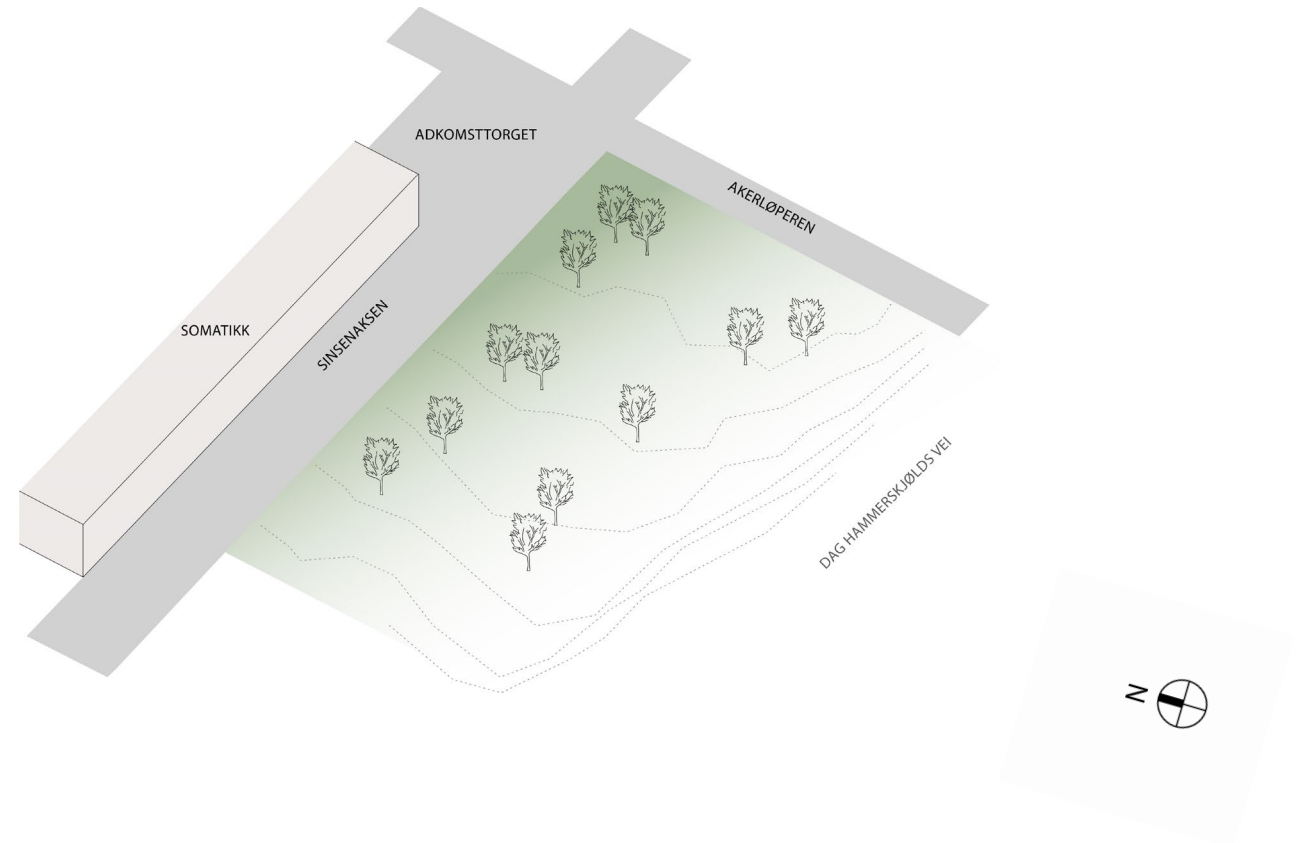 ADKOMSTTORGET
AKERLØPEREN
SOMATIKK
SINSENAKSEN
DAG HAMMERSKJØLDS VEI
N